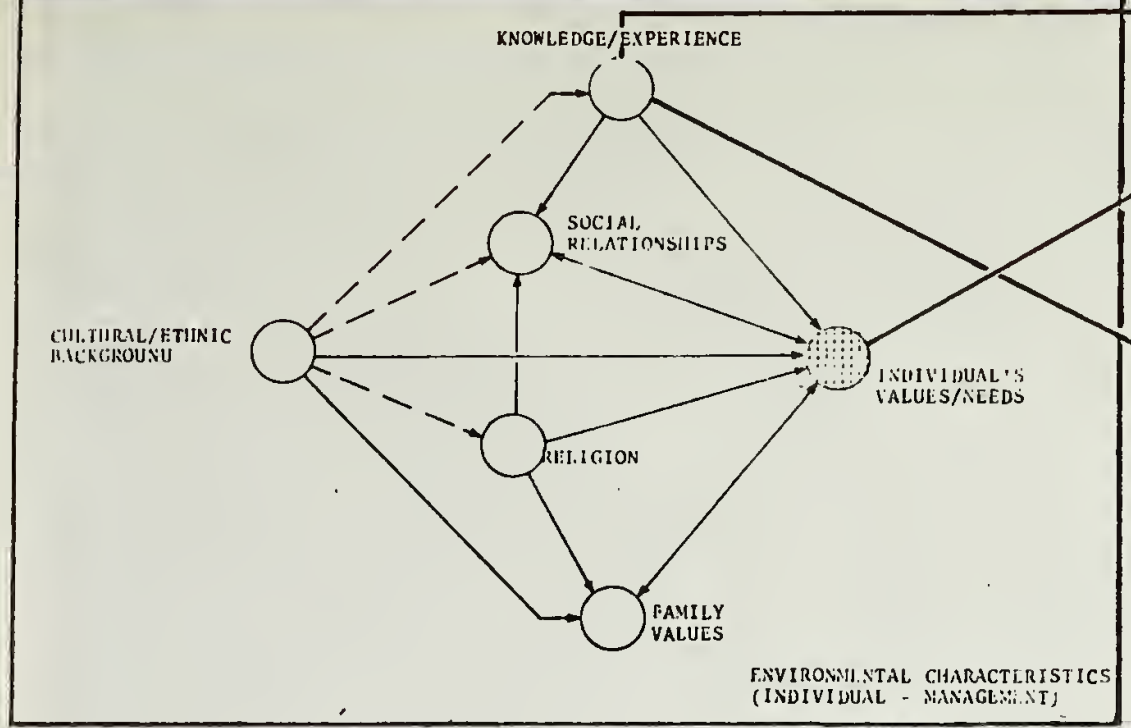 KNOWLEDGE/EXPERIENCE
SOCIAL
RELATIONSHIPS
CULTURAL/ETHNIC
BACKGROUND
INDIVIDUAL'S
VALUES/NEEDS
RELIGION
FAMILY
VALUES
ENVIRONMENTAL CHARACTERISTICS
(INDIVIDUAL - MANAGEMENT)